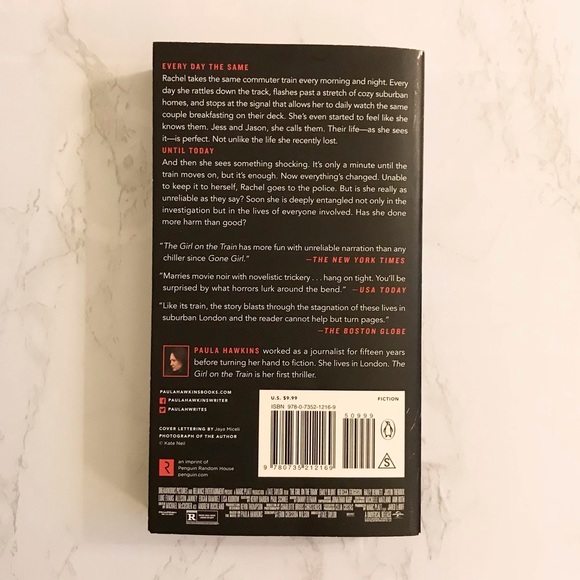 EVERY DAY THE SAME
Rachel takes the same commuter train every morning and night. Every
day she rattles down the track, flashes past a stretch of cozy suburban
homes, and stops at the signal that allows her to daily watch the same
couple breakfasting on their deck. She's even started to feel like she
knows them. Jess and Jason, she calls them. Their life—as she sees
it—is perfect. Not unlike the life she recently lost.
UNTIL TODAY
And then she sees something shocking. It's only a minute until the
train moves on, but it's enough. Now everything's changed. Unable
to keep it to herself, Rachel goes to the police. But is she really as
unreliable as they say? Soon she is deeply entangled not only in the
investigation but in the lives of everyone involved. Has she done
more harm than good?
"The Girl on the Train has more fun with unreliable narration than any
chiller since Gone Girl." —THE NEW YORK TIMES
"Marries movie noir with novelistic trickery . . . hang on tight. You'll be
surprised by what horrors lurk around the bend." —USA TODAY
"Like its train, the story blasts through the stagnation of these lives in
suburban London and the reader cannot help but turn pages."
—THE BOSTON GLOBE
PAULA HAWKINS worked as a journalist for fifteen years
before turning her hand to fiction. She lives in London. The
Girl on the Train is her first thriller.
PAULAHAWKINSBOOKS.COM
PAULAHAWKINSWRITER
PAULAHWRITES
COVER LETTERING BY Jaya Miceli
PHOTOGRAPH OF THE AUTHOR
© Kate Neil
an imprint of
Penguin Random House
penguin.com
U.S. $9.99 FICTION
ISBN 978-0-7352-1216-9
50999
9 780735 212169
S
R